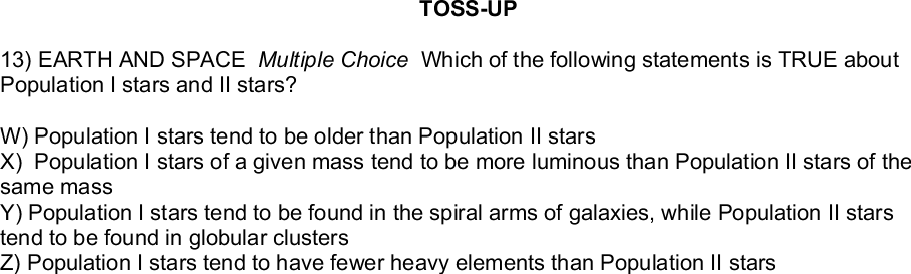 TOSS-UP
13) EARTH AND SPACE Multiple Choice Which of the following statements is TRUE about
Population I stars and II stars?
W) Population I stars tend to be older than Population II stars
X) Population I stars of a given mass tend to be more luminous than Population II stars of the
same mass
Y) Population I stars tend to be found in the spiral arms of galaxies, while Population II stars
tend to be found in globular clusters
Z) Population I stars tend to have fewer heavy elements than Population II stars